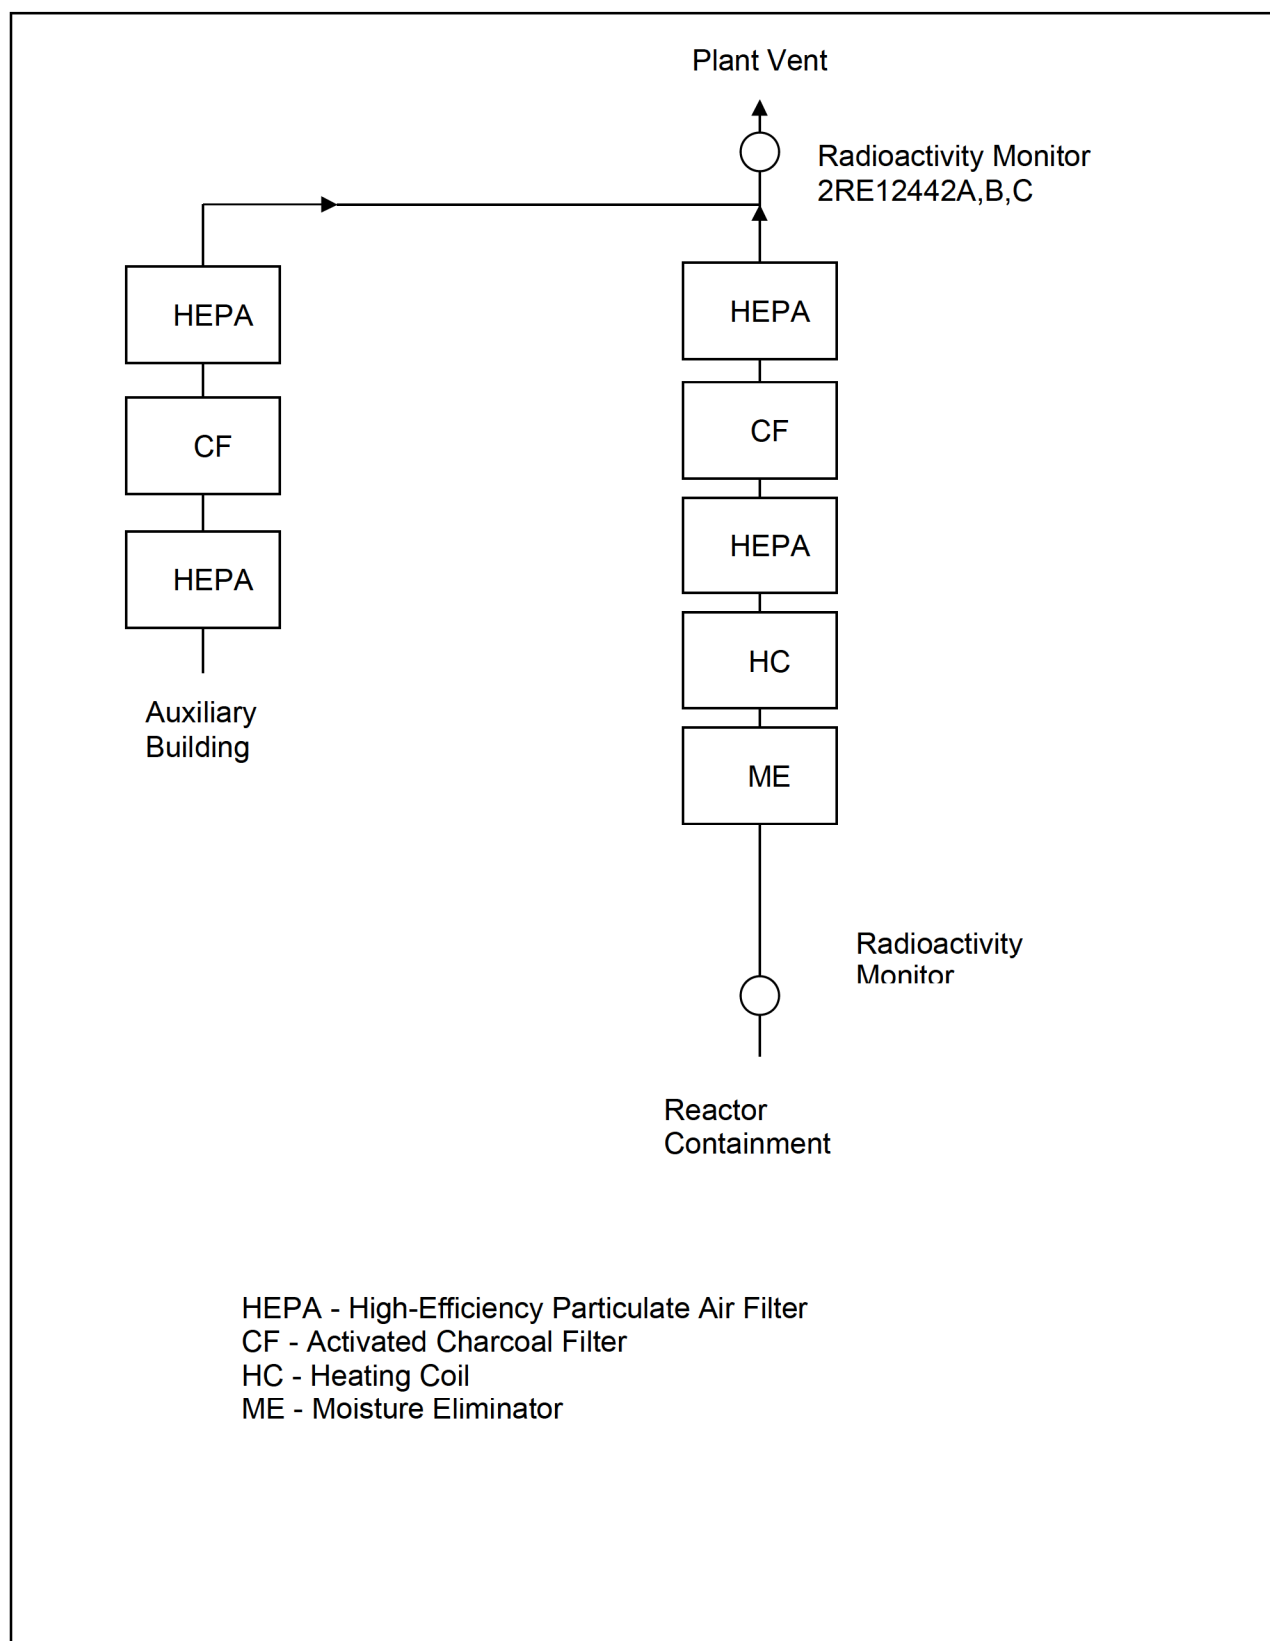 Plant Vent
Radioactivity Monitor
2RE12442A,B,C
HEPA
CF
HEPA
Auxiliary
Building
HEPA
CF
HEPA
HC
ME
Radioactivity
Monitor
Reactor
Containment
HEPA - High-Efficiency Particulate Air Filter
CF - Activated Charcoal Filter
HC - Heating Coil
ME - Moisture Eliminator